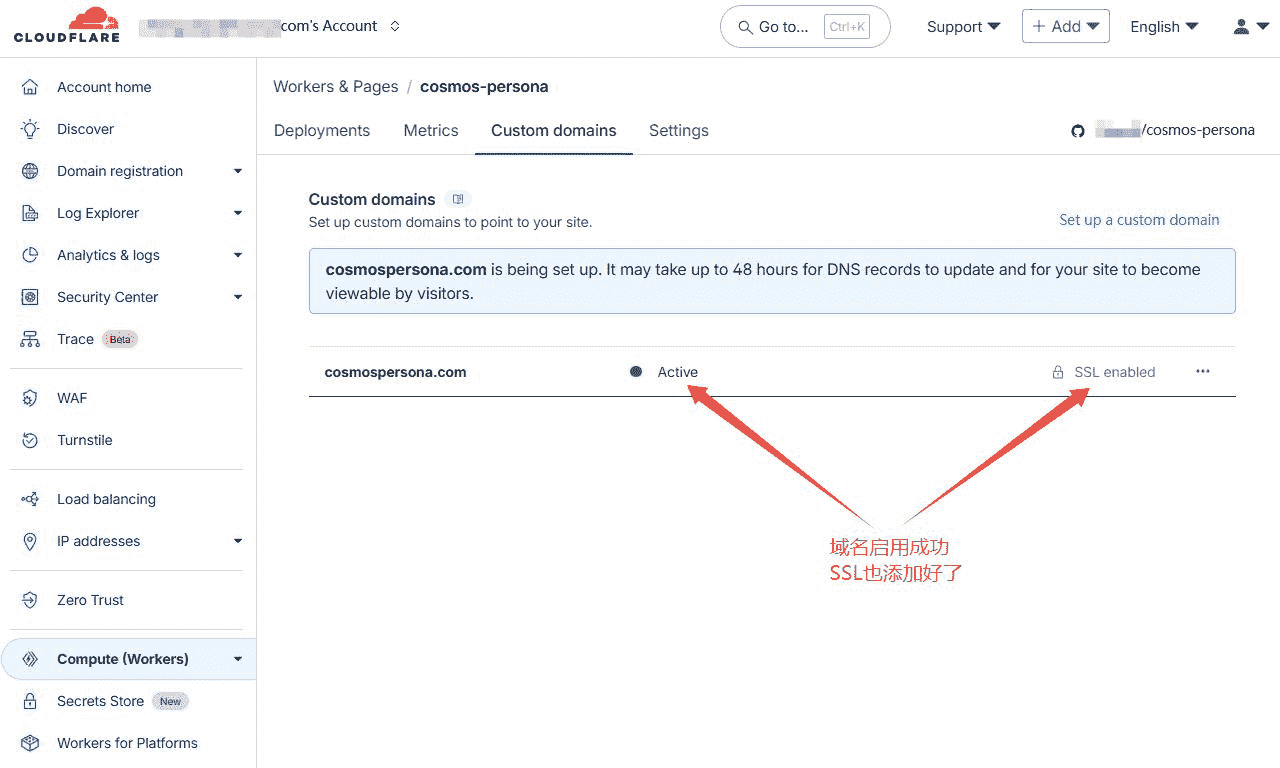 CLOUDFLARE
com's Account
Go to... Ctrl+K
Support
+ Add
English
Account home
Discover
Domain registration
Log Explorer
Analytics & logs
Security Center
Trace Beta
WAF
Turnstile
Load balancing
IP addresses
Zero Trust
Compute (Workers)
Secrets Store New
Workers for Platforms
Workers & Pages / cosmos-persona
Deployments Metrics Custom domains Settings
/cosmos-persona
Custom domains
Set up custom domains to point to your site.
Set up a custom domain
cosmospersona.com is being set up. It may take up to 48 hours for DNS records to update and for your site to become
viewable by visitors.
cosmospersona.com Active SSL enabled
域名启用成功
SSL也添加好了